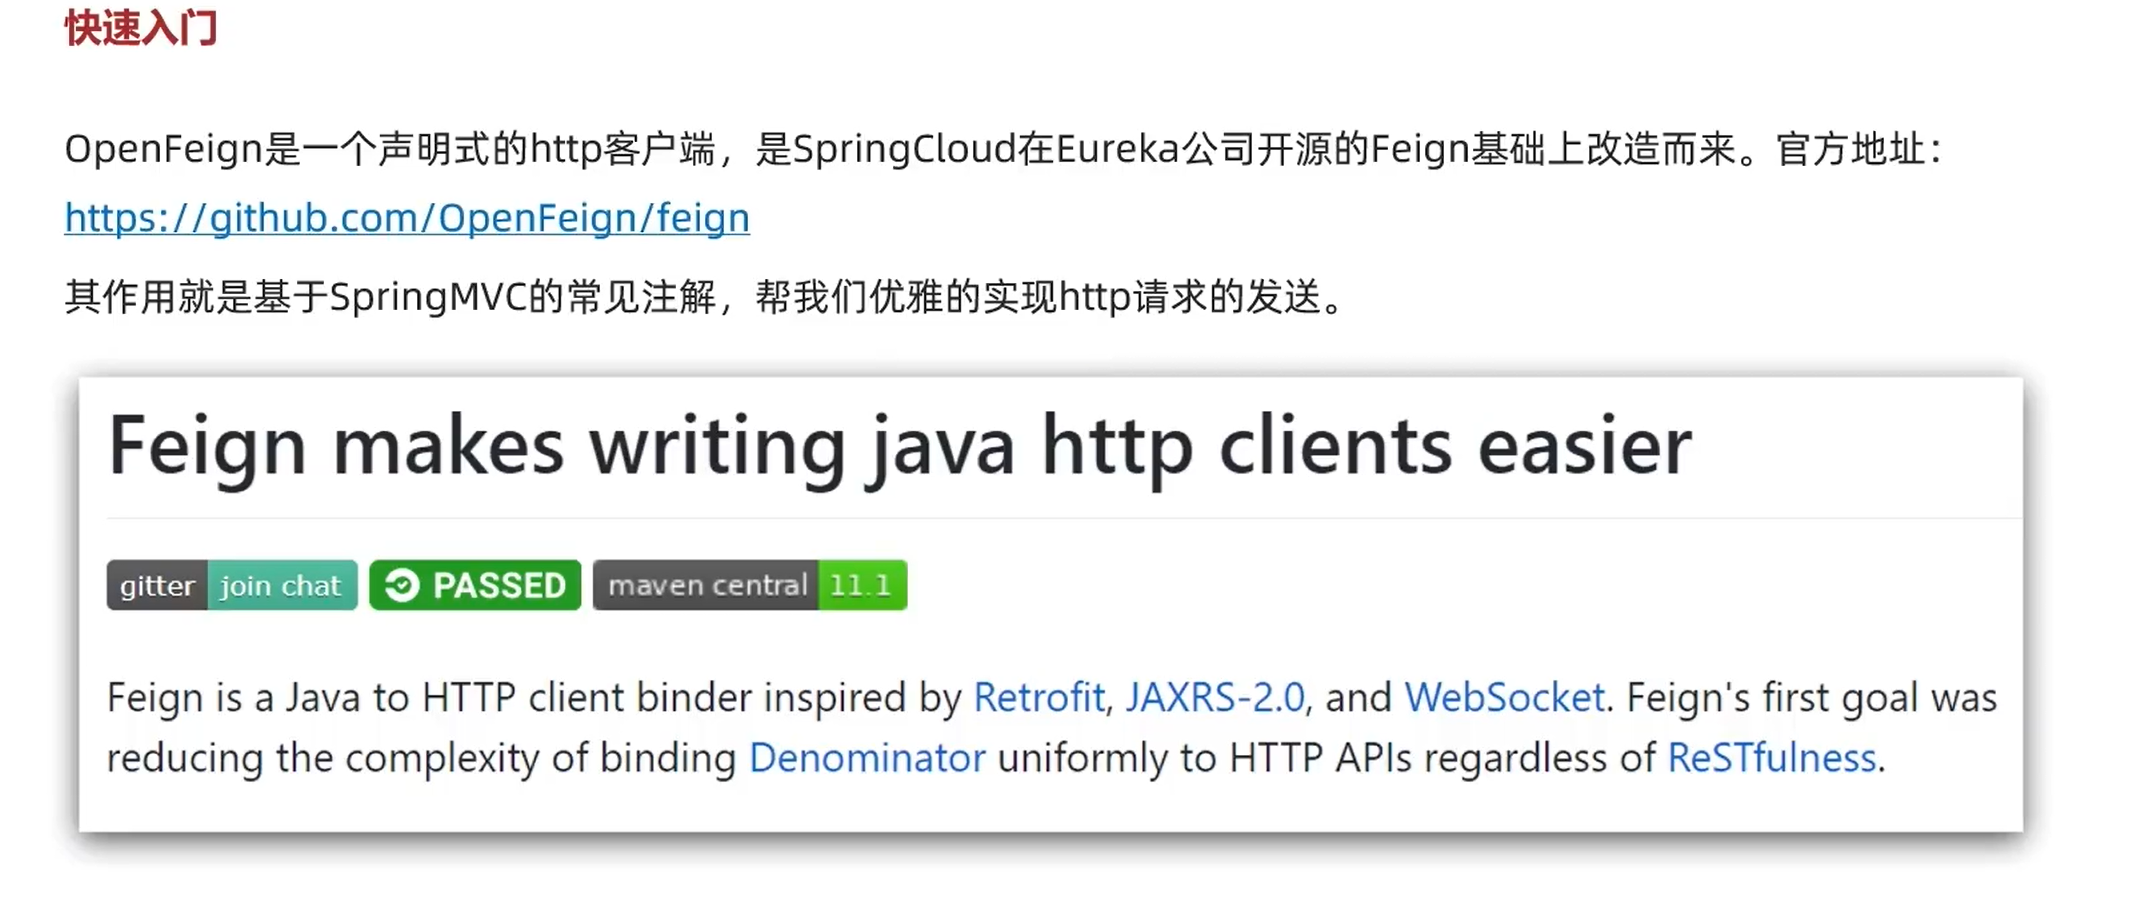 快速入门
OpenFeign是一个声明式的http客户端，是SpringCloud在Eureka公司开源的Feign基础上改造而来。官方地址：
https://github.com/OpenFeign/feign
其作用就是基于SpringMVC的常见注解，帮我们优雅的实现http请求的发送。
Feign makes writing java http clients easier
gitter join chat PASSED maven central 11.1
Feign is a Java to HTTP client binder inspired by Retrofit, JAXRS-2.0, and WebSocket. Feign's first goal was
reducing the complexity of binding Denominator uniformly to HTTP APIs regardless of ReSTfulness.